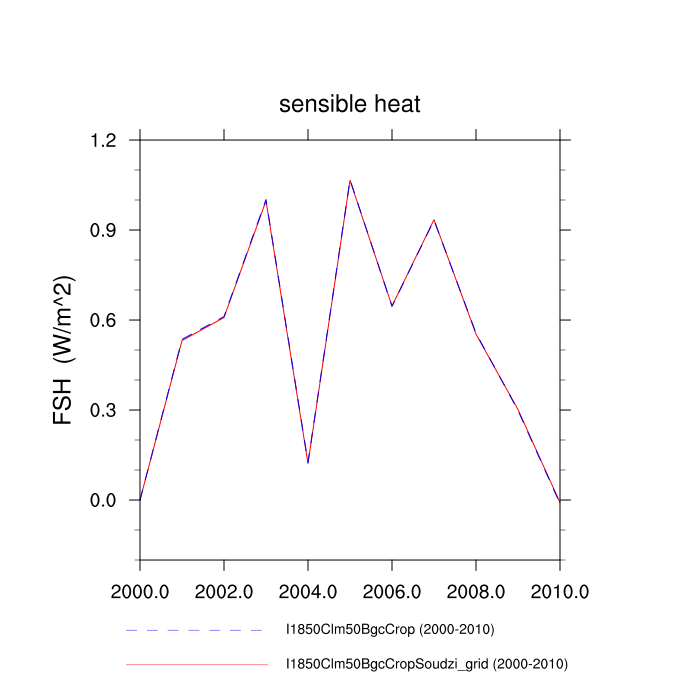 sensible heat
1.2
0.9
0.6
0.3
0.0
FSH (W/m^2)
2000.0 2002.0 2004.0 2006.0 2008.0 2010.0
I1850Clm50BgcCrop (2000-2010)
I1850Clm50BgcCropSoudzi_grid (2000-2010)